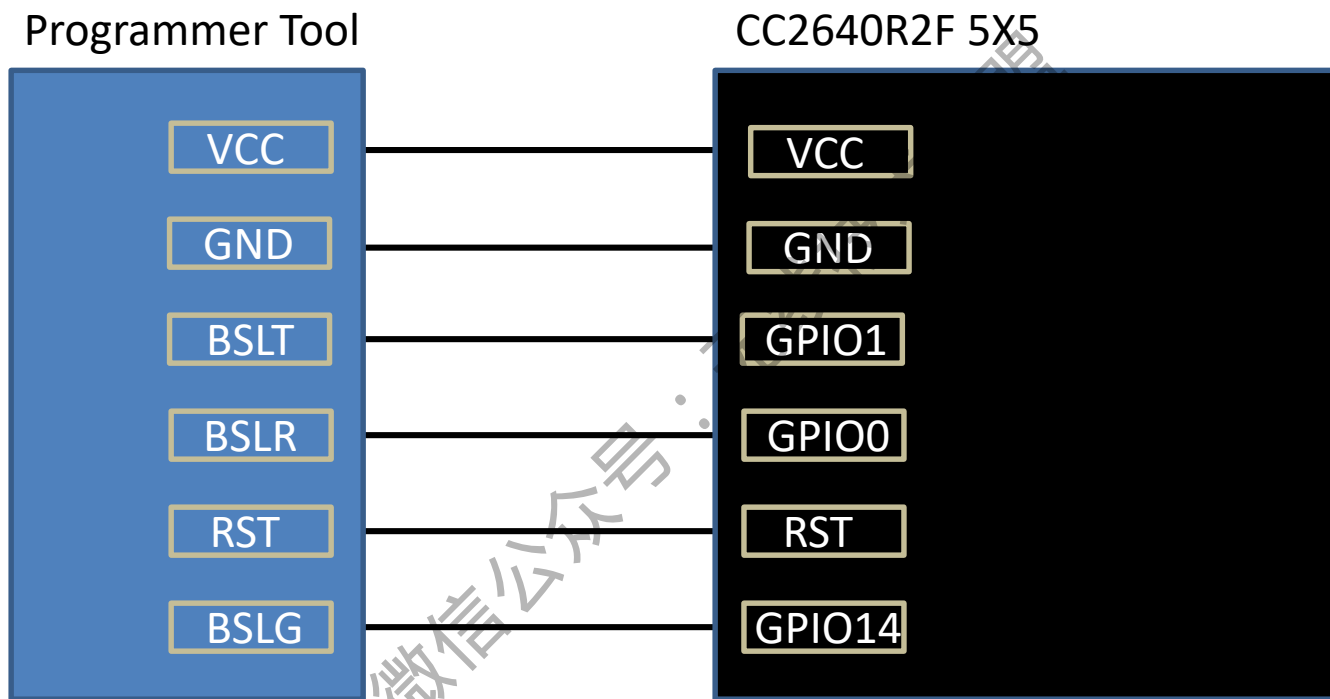 Programmer Tool
CC2640R2F 5X5
VCC
VCC
GND
GND
BSLT
GPIO1
BSLR
GPIO0
RST
RST
BSLG
GPIO14
微信公众号：